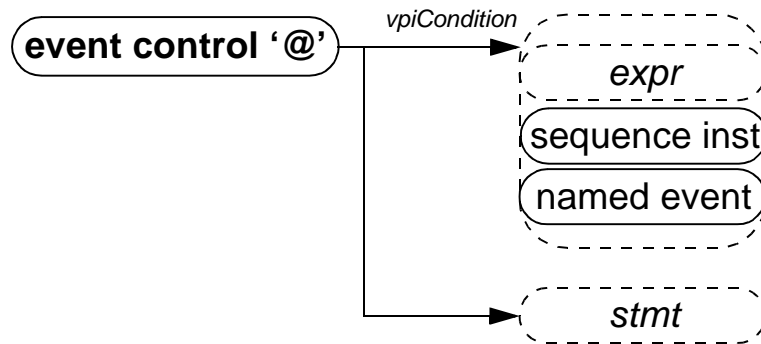 vpiCondition
event control ‘@’
expr
sequence inst
named event
stmt